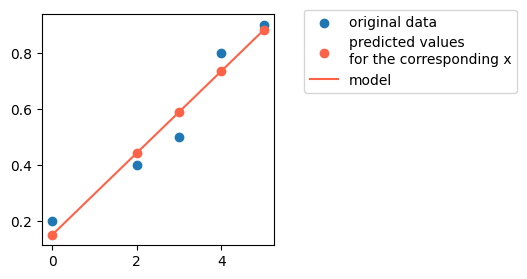 original data
predicted values
for the corresponding x
model
0.8
0.6
0.4
0.2
0 2 4